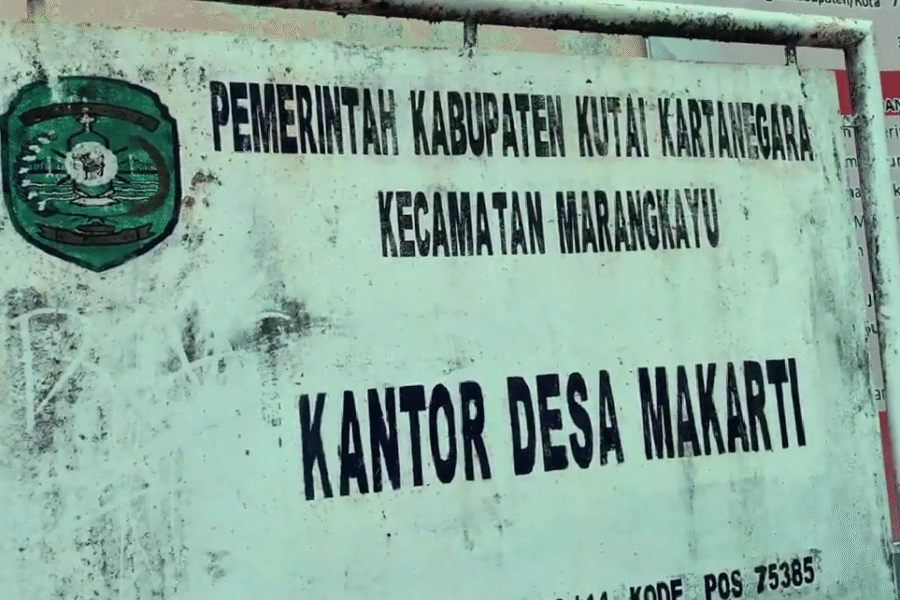 PEMERINTAH KABUPATEN KUTAI KARTANEGARA
KECAMATAN MARANGKAYU
KANTOR DESA MAKARTI
KODE POS 75385